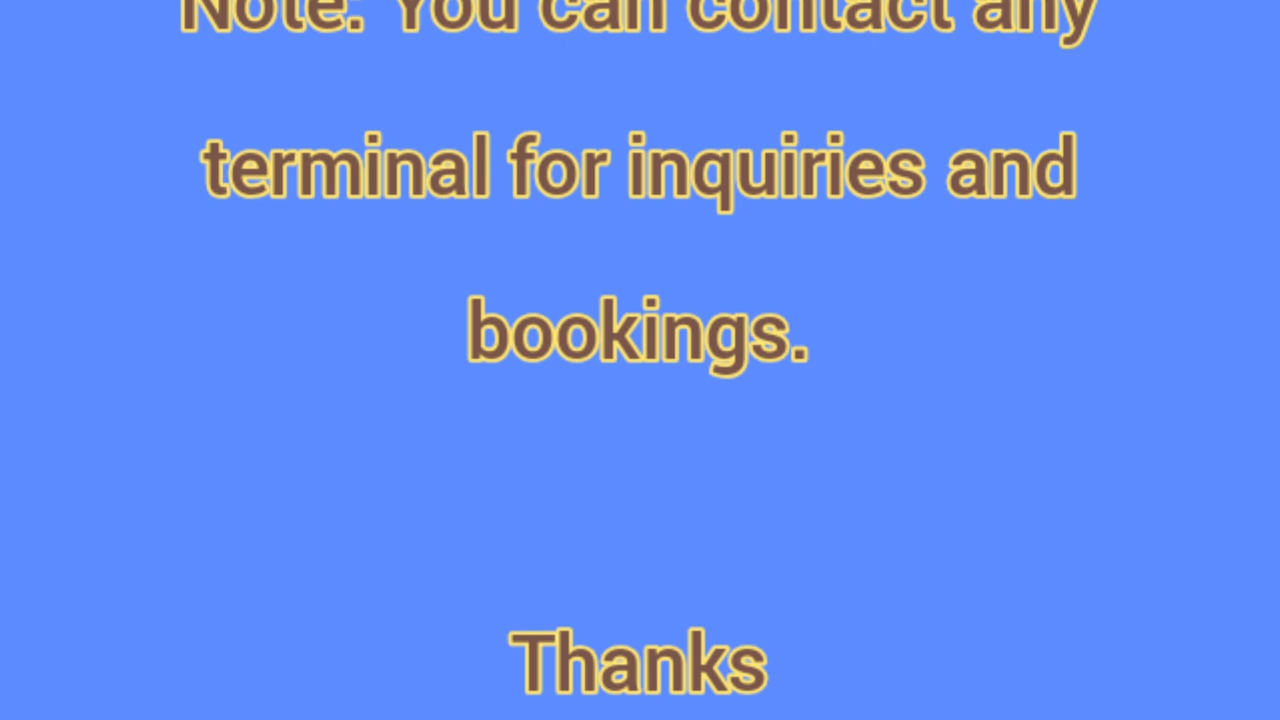 Note: You can contact any
terminal for inquiries and
bookings.
Thanks